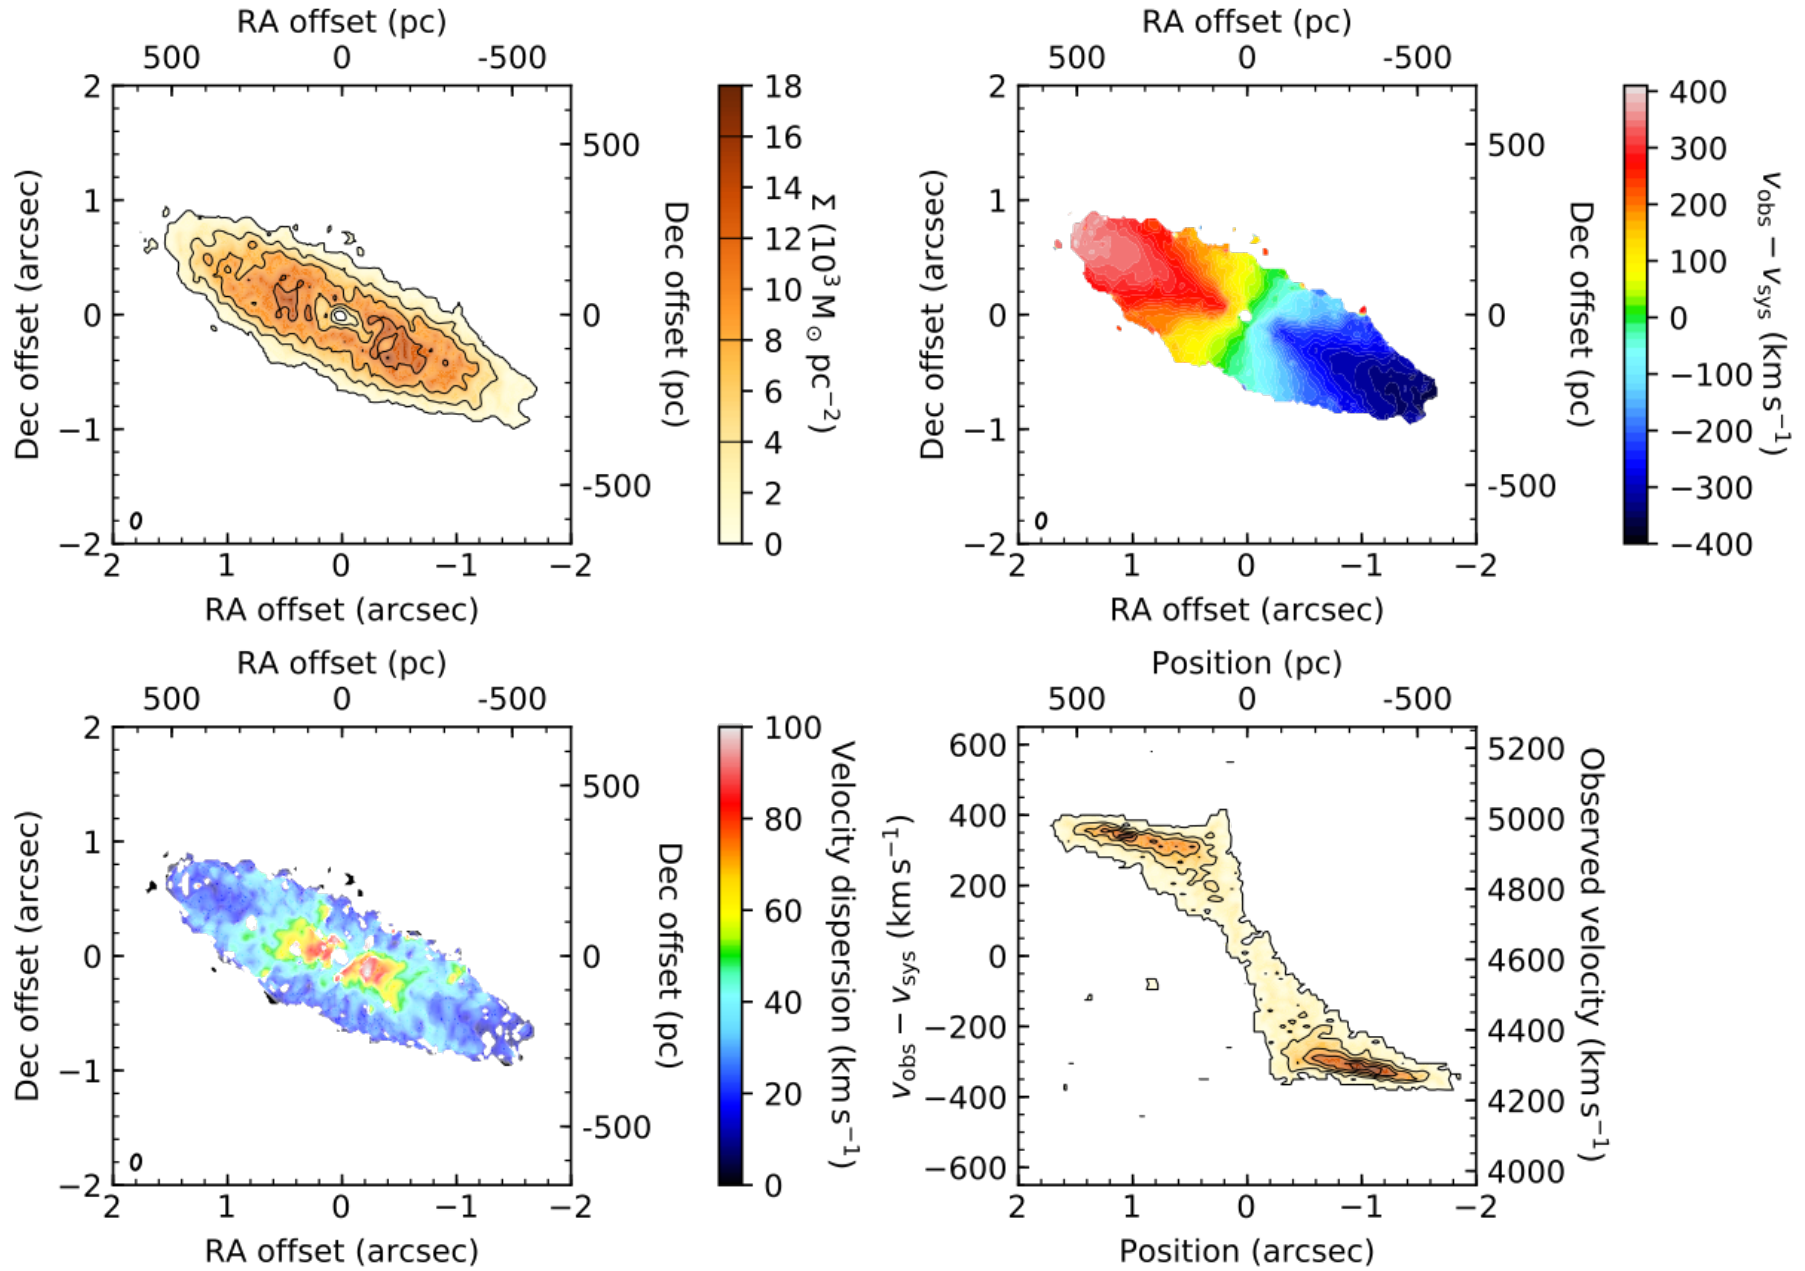 RA offset (pc)
500 0 -500
2 1 0 −1 −2
Dec offset (arcsec)
500 0 -500
Dec offset (pc)
2 1 0 −1 −2
RA offset (arcsec)
18 16 14 12 10 8 6 4 2 0
Σ (10³ M⊙ pc⁻²)
RA offset (pc)
500 0 -500
2 1 0 −1 −2
Dec offset (arcsec)
500 0 -500
Dec offset (pc)
2 1 0 −1 −2
RA offset (arcsec)
400 300 200 100 0 −100 −200 −300 −400
v_obs − v_sys (km s⁻¹)
RA offset (pc)
500 0 -500
2 1 0 −1 −2
Dec offset (arcsec)
500 0 -500
Dec offset (pc)
2 1 0 −1 −2
RA offset (arcsec)
100 80 60 40 20 0
Velocity dispersion (km s⁻¹)
Position (pc)
500 0 -500
600 400 200 0 −200 −400 −600
v_obs − v_sys (km s⁻¹)
5200 5000 4800 4600 4400 4200 4000
Observed velocity (km s⁻¹)
2 1 0 −1 −2
Position (arcsec)